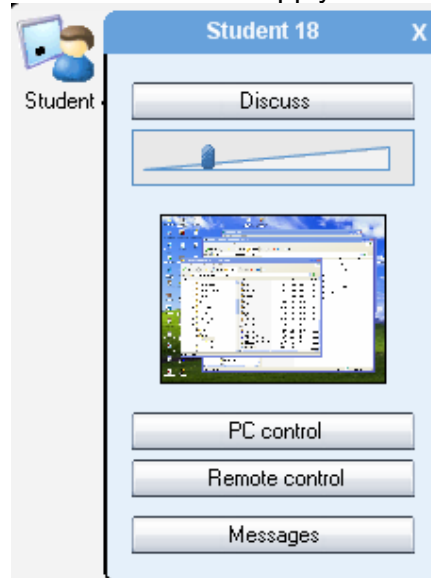 Student 18 X
Student
Discuss
PC control
Remote control
Messages